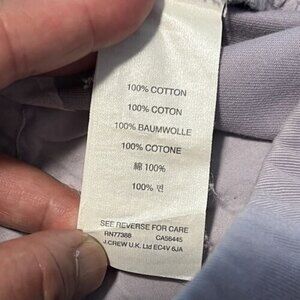 100% COTTON
100% COTON
100% BAUMWOLLE
100% COTONE
綿 100%
100% 면
SEE REVERSE FOR CARE
RN77388 CA56445
J.CREW U.K. Ltd EC4V 6JA